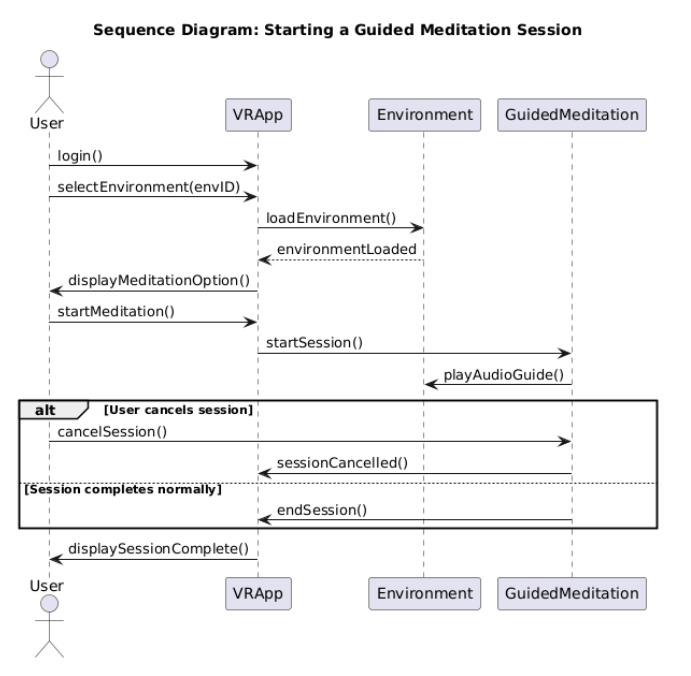 Sequence Diagram: Starting a Guided Meditation Session
User
VRApp
Environment
GuidedMeditation
login()
selectEnvironment(envID)
loadEnvironment()
environmentLoaded
displayMeditationOption()
startMeditation()
startSession()
playAudioGuide()
alt [User cancels session]
cancelSession()
sessionCancelled()
[Session completes normally]
endSession()
displaySessionComplete()
User
VRApp
Environment
GuidedMeditation